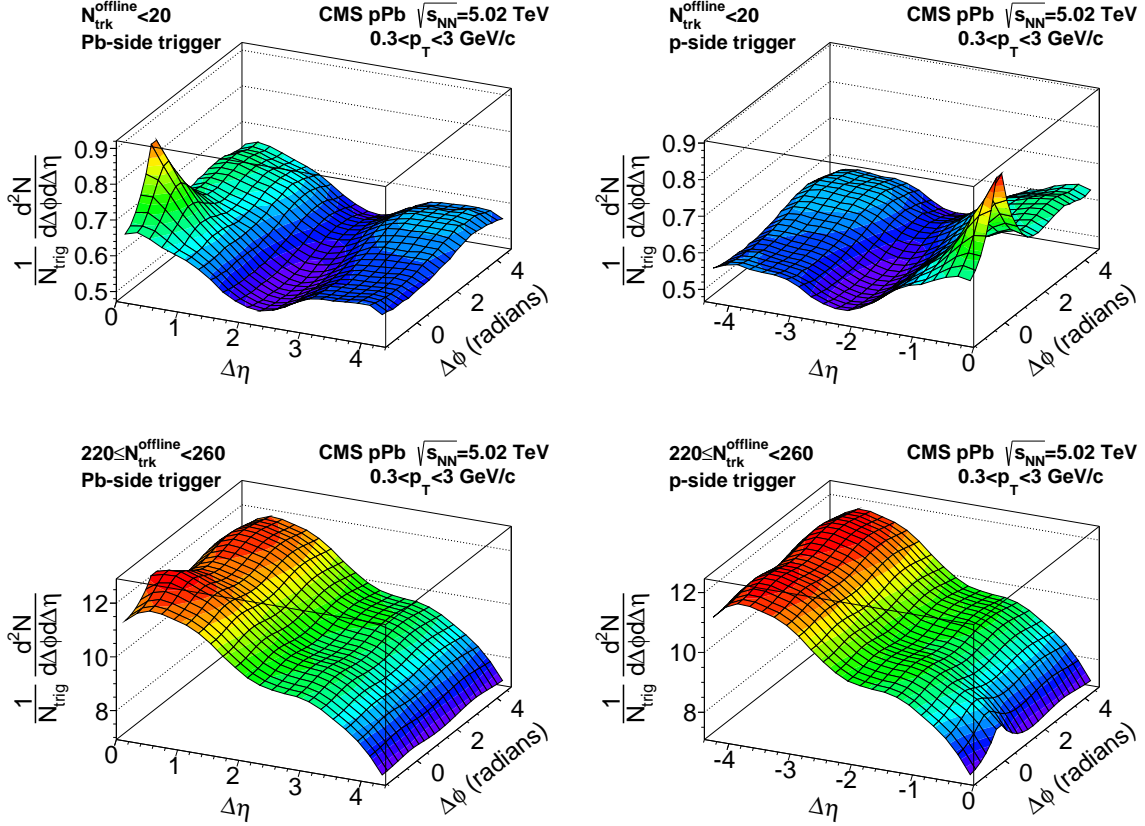 N_trk^offline<20
Pb-side trigger
CMS pPb √s_NN=5.02 TeV
0.3<p_T<3 GeV/c
1/N_trig d²N/dΔφdΔη
0.9
0.8
0.7
0.6
0.5
0 1 2 3 4
Δη
0 2 4
Δφ (radians)
N_trk^offline<20
p-side trigger
CMS pPb √s_NN=5.02 TeV
0.3<p_T<3 GeV/c
1/N_trig d²N/dΔφdΔη
0.9
0.8
0.7
0.6
0.5
-4 -3 -2 -1 0
Δη
0 2 4
Δφ (radians)
220≤N_trk^offline<260
Pb-side trigger
CMS pPb √s_NN=5.02 TeV
0.3<p_T<3 GeV/c
1/N_trig d²N/dΔφdΔη
12
10
8
0 1 2 3 4
Δη
0 2 4
Δφ (radians)
220≤N_trk^offline<260
p-side trigger
CMS pPb √s_NN=5.02 TeV
0.3<p_T<3 GeV/c
1/N_trig d²N/dΔφdΔη
12
10
8
-4 -3 -2 -1 0
Δη
0 2 4
Δφ (radians)